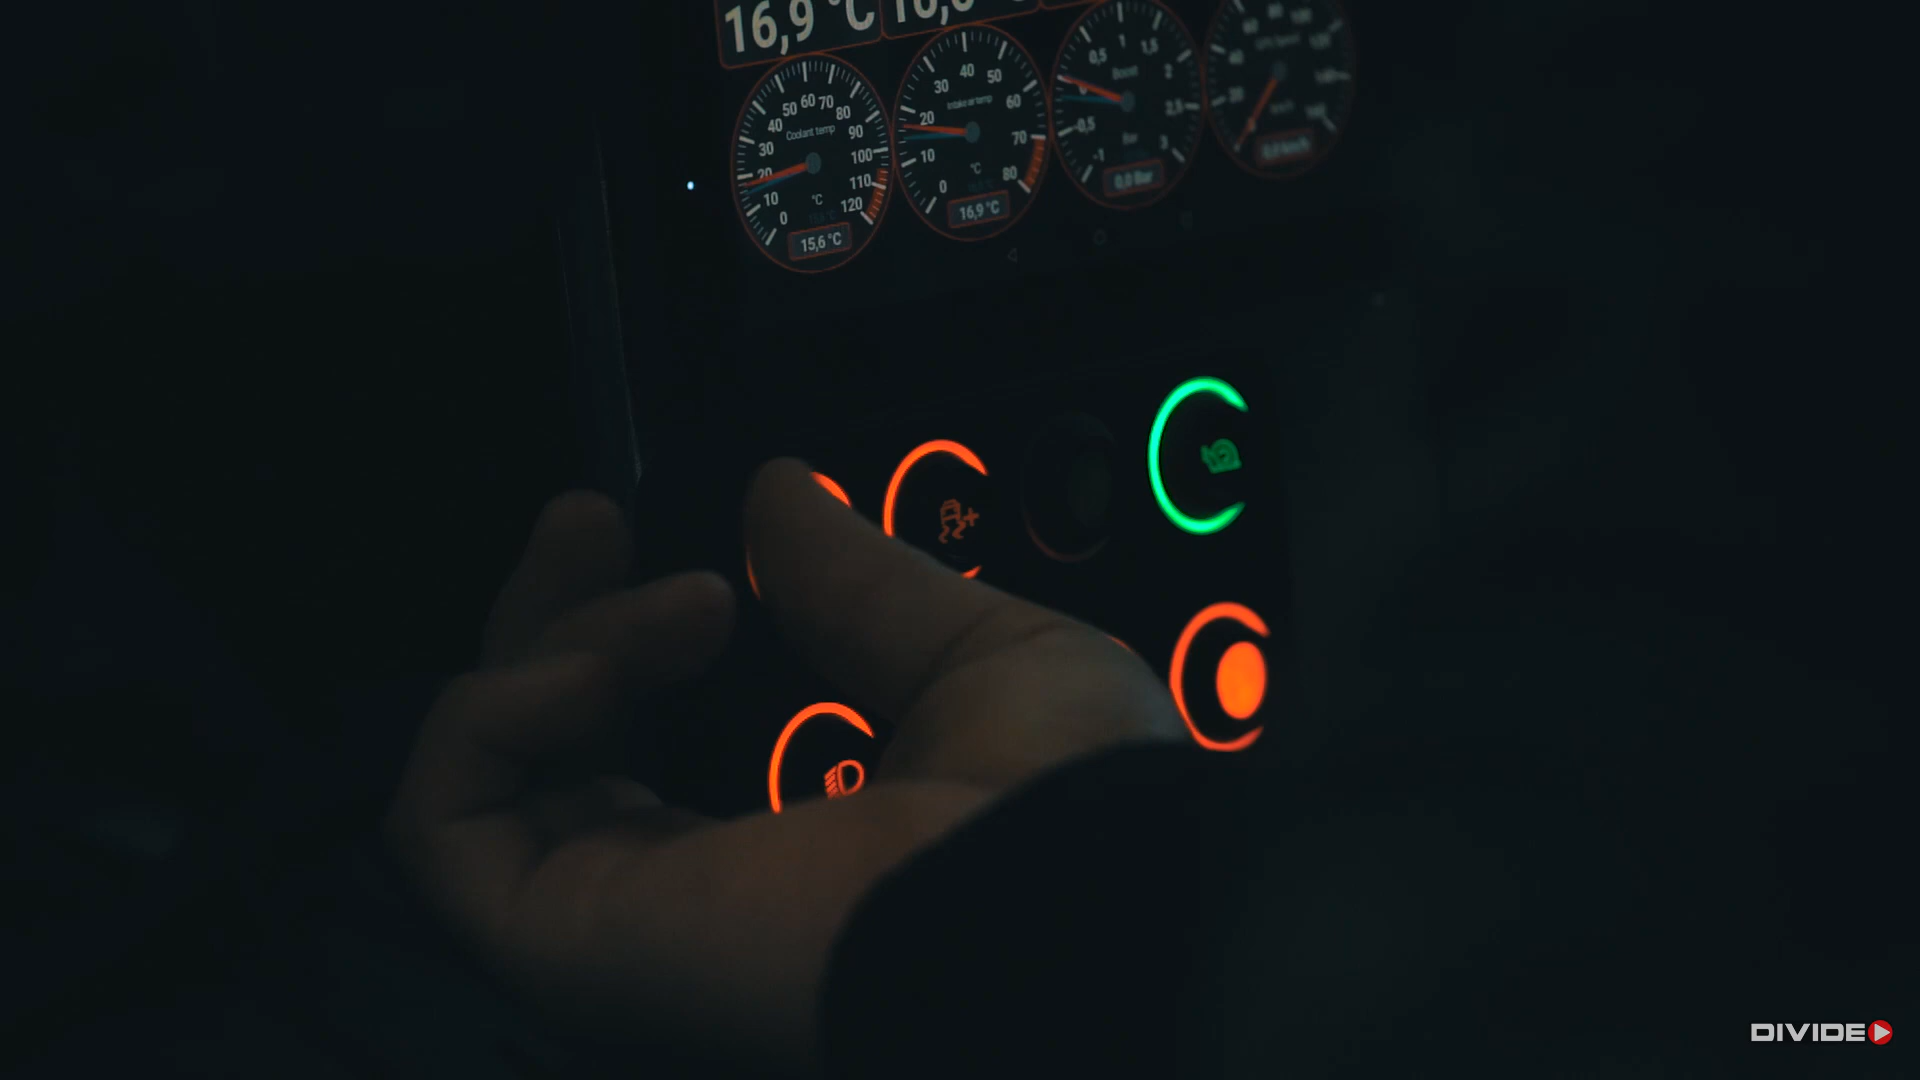 16,9 °C
50 60 70
40 80
Coolant temp
30 90
20 100
10 °C 110
0 120
15,6 °C
40
30 50
Intake air temp 60
20
70
10
°C
0 80
16,9 °C
1
0,5 1,5
Boost 2
0
2,5
-0,5
Bar
-1 3
0,0 Bar
DIVIDE